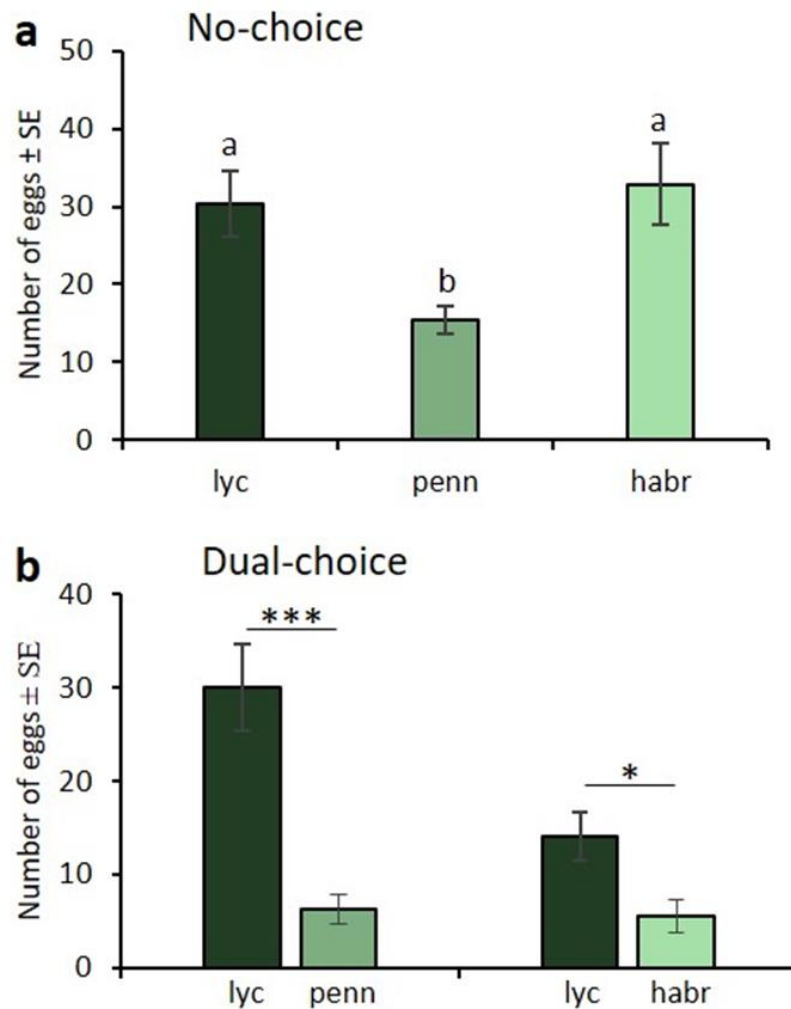 a No-choice
Number of eggs ± SE
50
40
30
20
10
0
a
b
a
lyc penn habr
b Dual-choice
Number of eggs ± SE
40
30
20
10
0
***
*
lyc penn lyc habr